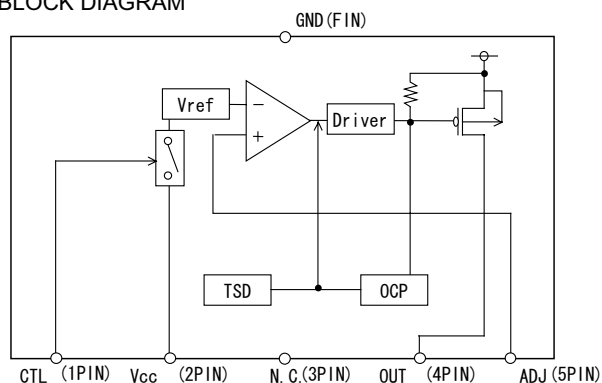 BLOCK DIAGRAM
GND(FIN)
Vref
−
+
Driver
TSD
OCP
CTL (1PIN) Vcc (2PIN) N.C.(3PIN) OUT (4PIN) ADJ(5PIN)